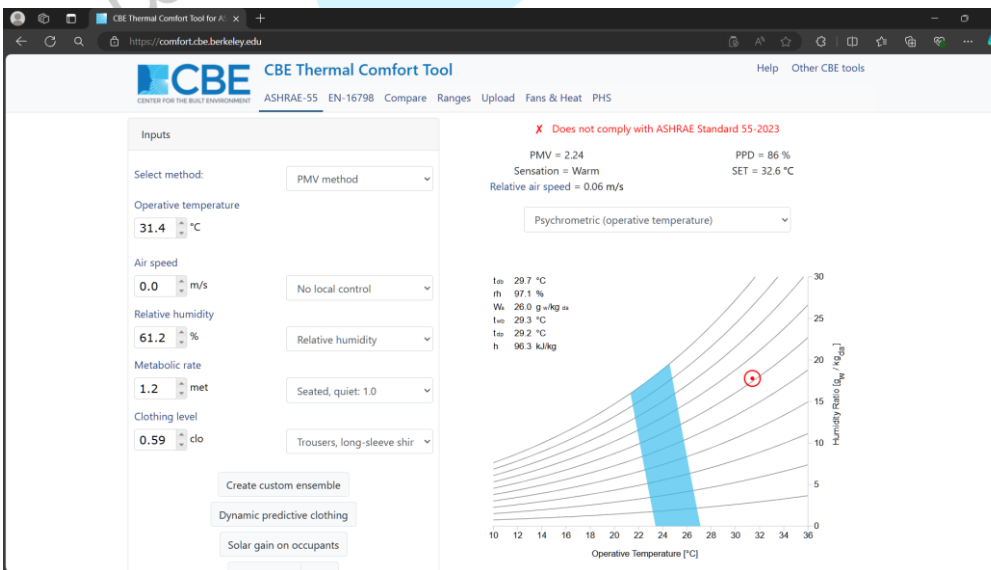 CBE Thermal Comfort Tool for AS
https://comfort.cbe.berkeley.edu
CBE
CENTER FOR THE BUILT ENVIRONMENT
CBE Thermal Comfort Tool
Help Other CBE tools
ASHRAE-55 EN-16798 Compare Ranges Upload Fans & Heat PHS
Inputs
Select method:
PMV method
Operative temperature
31.4 °C
Air speed
0.0 m/s
No local control
Relative humidity
61.2 %
Relative humidity
Metabolic rate
1.2 met
Seated, quiet: 1.0
Clothing level
0.59 clo
Trousers, long-sleeve shir
Create custom ensemble
Dynamic predictive clothing
Solar gain on occupants
✗ Does not comply with ASHRAE Standard 55-2023
PMV = 2.24 PPD = 86 %
Sensation = Warm SET = 32.6 °C
Relative air speed = 0.06 m/s
Psychrometric (operative temperature)
tdb 29.7 °C
rh 97.1 %
Wa 26.0 g w/kg da
twb 29.3 °C
tdp 29.2 °C
h 96.3 kJ/kg
30
25
20
15
10
5
0
Humidity Ratio [gw / kgda]
10 12 14 16 18 20 22 24 26 28 30 32 34 36
Operative Temperature [°C]